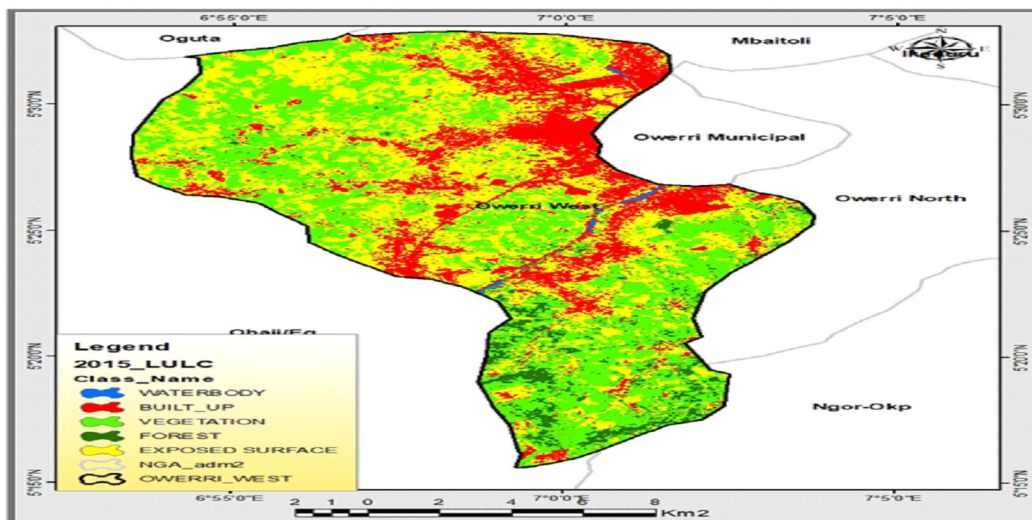 6°55'0"E 7°0'0"E 7°5'0"E
Oguta
Mbaitoli
N
W E
S
5°30'0"N 5°30'0"N
Owerri Municipal
Owerri North
Owerri West
5°25'0"N 5°25'0"N
5°20'0"N 5°20'0"N
Ngor-Okp
Legend
2015_LULC
Class_Name
WATERBODY
BUILT_UP
VEGETATION
FOREST
EXPOSED SURFACE
NGA_adm2
OWERRI_WEST
5°15'0"N 5°15'0"N
6°55'0"E 7°0'0"E 7°5'0"E
2 1 0 2 4 6 8
Km2